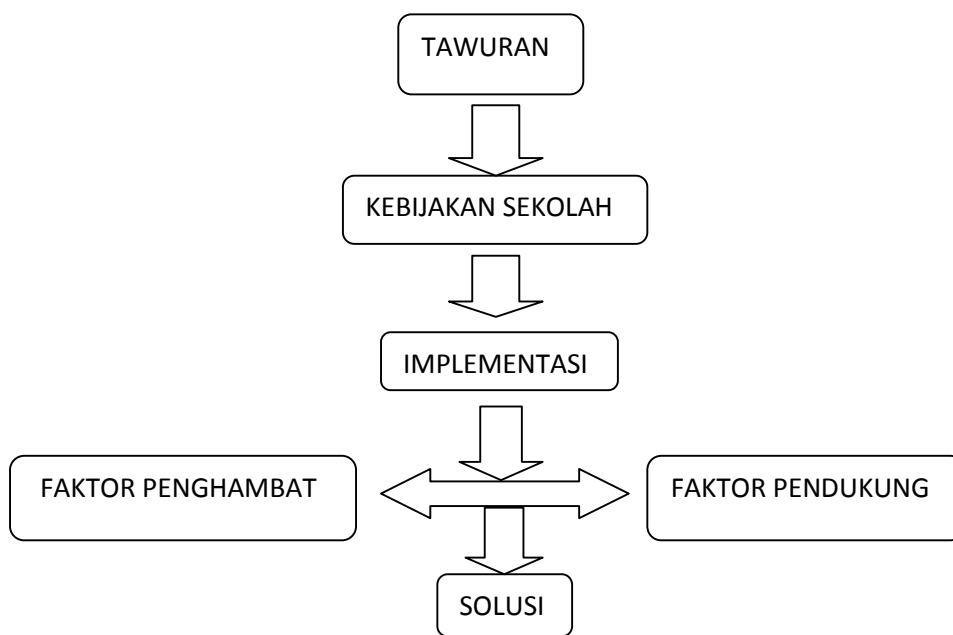 TAWURAN
KEBIJAKAN SEKOLAH
IMPLEMENTASI
FAKTOR PENGHAMBAT
FAKTOR PENDUKUNG
SOLUSI